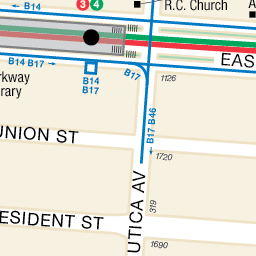 B14
3 4
R.C. Church
A
EAS
B14 B17
B17
1126
rkway
rary
B14
B17
UNION ST
B17 B46
1720
UTICA AV
319
ESIDENT ST
1690